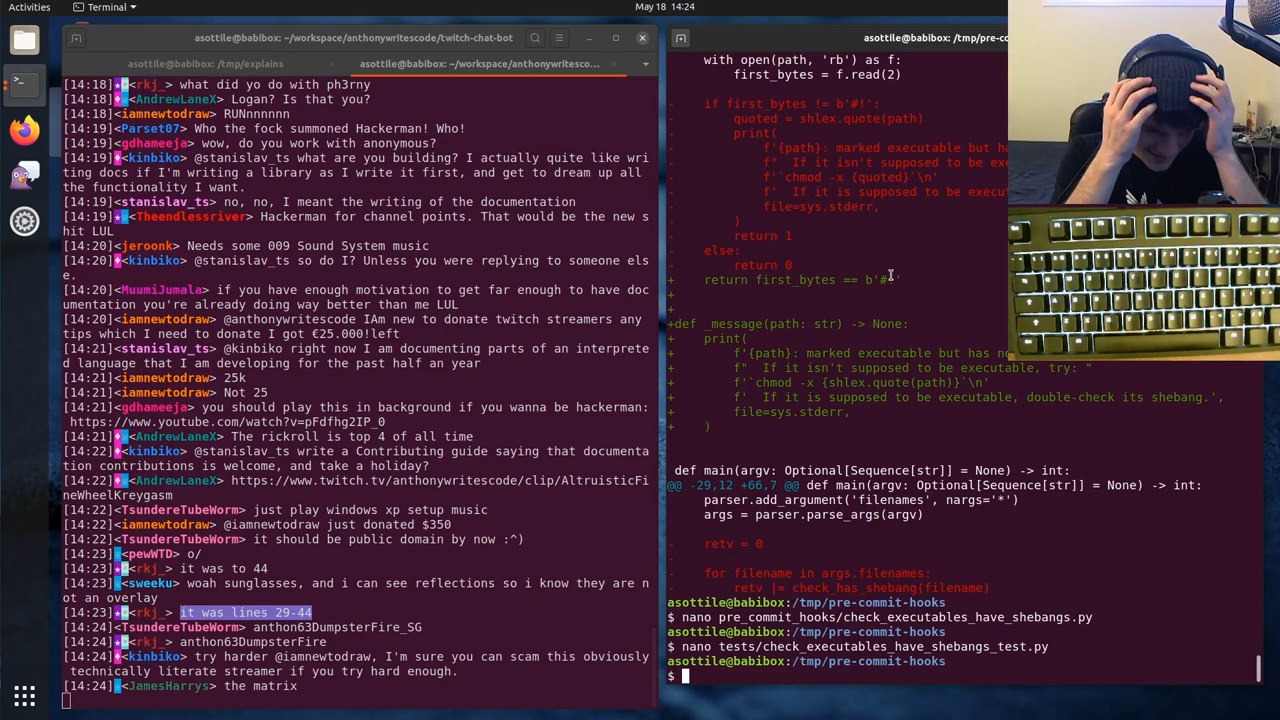 Activities
Terminal
May 18 14:24
asottile@babibox: ~/workspace/anthonywritescode/twitch-chat-bot
asottile@babibox: /tmp/explains
asottile@babibox: ~/workspace/anthonywritesco...
[14:18] <rkj_> what did yo do with ph3rny
[14:18] <AndrewLaneX> Logan? Is that you?
[14:18] <iamnewtodraw> RUNnnnnnn
[14:19] <Parset07> Who the fock summoned Hackerman! Who!
[14:19] <gdhameeja> wow, do you work with anonymous?
[14:19] <kinbiko> @stanislav_ts what are you building? I actually quite like wri
ting docs if I'm writing a library as I write it first, and get to dream up all
the functionality I want.
[14:19] <stanislav_ts> no, no, I meant the writing of the documentation
[14:19] <Theendlessriver> Hackerman for channel points. That would be the new s
hit LUL
[14:20] <jeroonk> Needs some 009 Sound System music
[14:20] <kinbiko> @stanislav_ts so do I? Unless you were replying to someone els
e.
[14:20] <MuumiJumala> if you have enough motivation to get far enough to have doc
umentation you're already doing way better than me LUL
[14:20] <iamnewtodraw> @anthonywritescode IAm new to donate twitch streamers any
tips which I need to donate I got €25.000!left
[14:21] <stanislav_ts> @kinbiko right now I am documenting parts of an interprete
d language that I am developing for the past half an year
[14:21] <iamnewtodraw> 25k
[14:21] <iamnewtodraw> Not 25
[14:21] <gdhameeja> you should play this in background if you wanna be hackerman:
https://www.youtube.com/watch?v=pFdfhg2IP_0
[14:21] <AndrewLaneX> The rickroll is top 4 of all time
[14:22] <kinbiko> @stanislav_ts write a Contributing guide saying that documenta
tion contributions is welcome, and take a holiday?
[14:22] <AndrewLaneX> https://www.twitch.tv/anthonywritescode/clip/AltruisticFi
neWheelKreygasm
[14:22] <TsundereTubeWorm> just play windows xp setup music
[14:22] <iamnewtodraw> @iamnewtodraw just donated $350
[14:22] <TsundereTubeWorm> it should be public domain by now :^)
[14:23] <pewWTD> o/
[14:23] <rkj_> it was to 44
[14:23] <sweeku> woah sunglasses, and i can see reflections so i know they are n
ot an overlay
[14:23] <rkj_> it was lines 29-44
[14:24] <TsundereTubeWorm> anthon63DumpsterFire_SG
[14:24] <rkj_> anthon63DumpsterFire
[14:24] <kinbiko> try harder @iamnewtodraw, I'm sure you can scam this obviously
technically literate streamer if you try hard enough.
[14:24] <JamesHarrys> the matrix
asottile@babibox: /tmp/pre-co
with open(path, 'rb') as f:
first_bytes = f.read(2)
- if first_bytes != b'#!':
- quoted = shlex.quote(path)
- print(
- f'{path}: marked executable but has
- f" If it isn't supposed to be exec
- f'`chmod -x {quoted}`\n'
- f' If it is supposed to be execut
- file=sys.stderr,
- )
- return 1
- else:
- return 0
+ return first_bytes == b'#!'
+
+
+def _message(path: str) -> None:
+ print(
+ f'{path}: marked executable but has no
+ f" If it isn't supposed to be executable, try: "
+ f'`chmod -x {shlex.quote(path)}`\n'
+ f' If it is supposed to be executable, double-check its shebang.',
+ file=sys.stderr,
+ )
def main(argv: Optional[Sequence[str]] = None) -> int:
@@ -29,12 +66,7 @@ def main(argv: Optional[Sequence[str]] = None) -> int:
parser.add_argument('filenames', nargs='*')
args = parser.parse_args(argv)
- retv = 0
-
- for filename in args.filenames:
- retv |= check_has_shebang(filename)
asottile@babibox:/tmp/pre-commit-hooks
$ nano pre_commit_hooks/check_executables_have_shebangs.py
asottile@babibox:/tmp/pre-commit-hooks
$ nano tests/check_executables_have_shebangs_test.py
asottile@babibox:/tmp/pre-commit-hooks
$